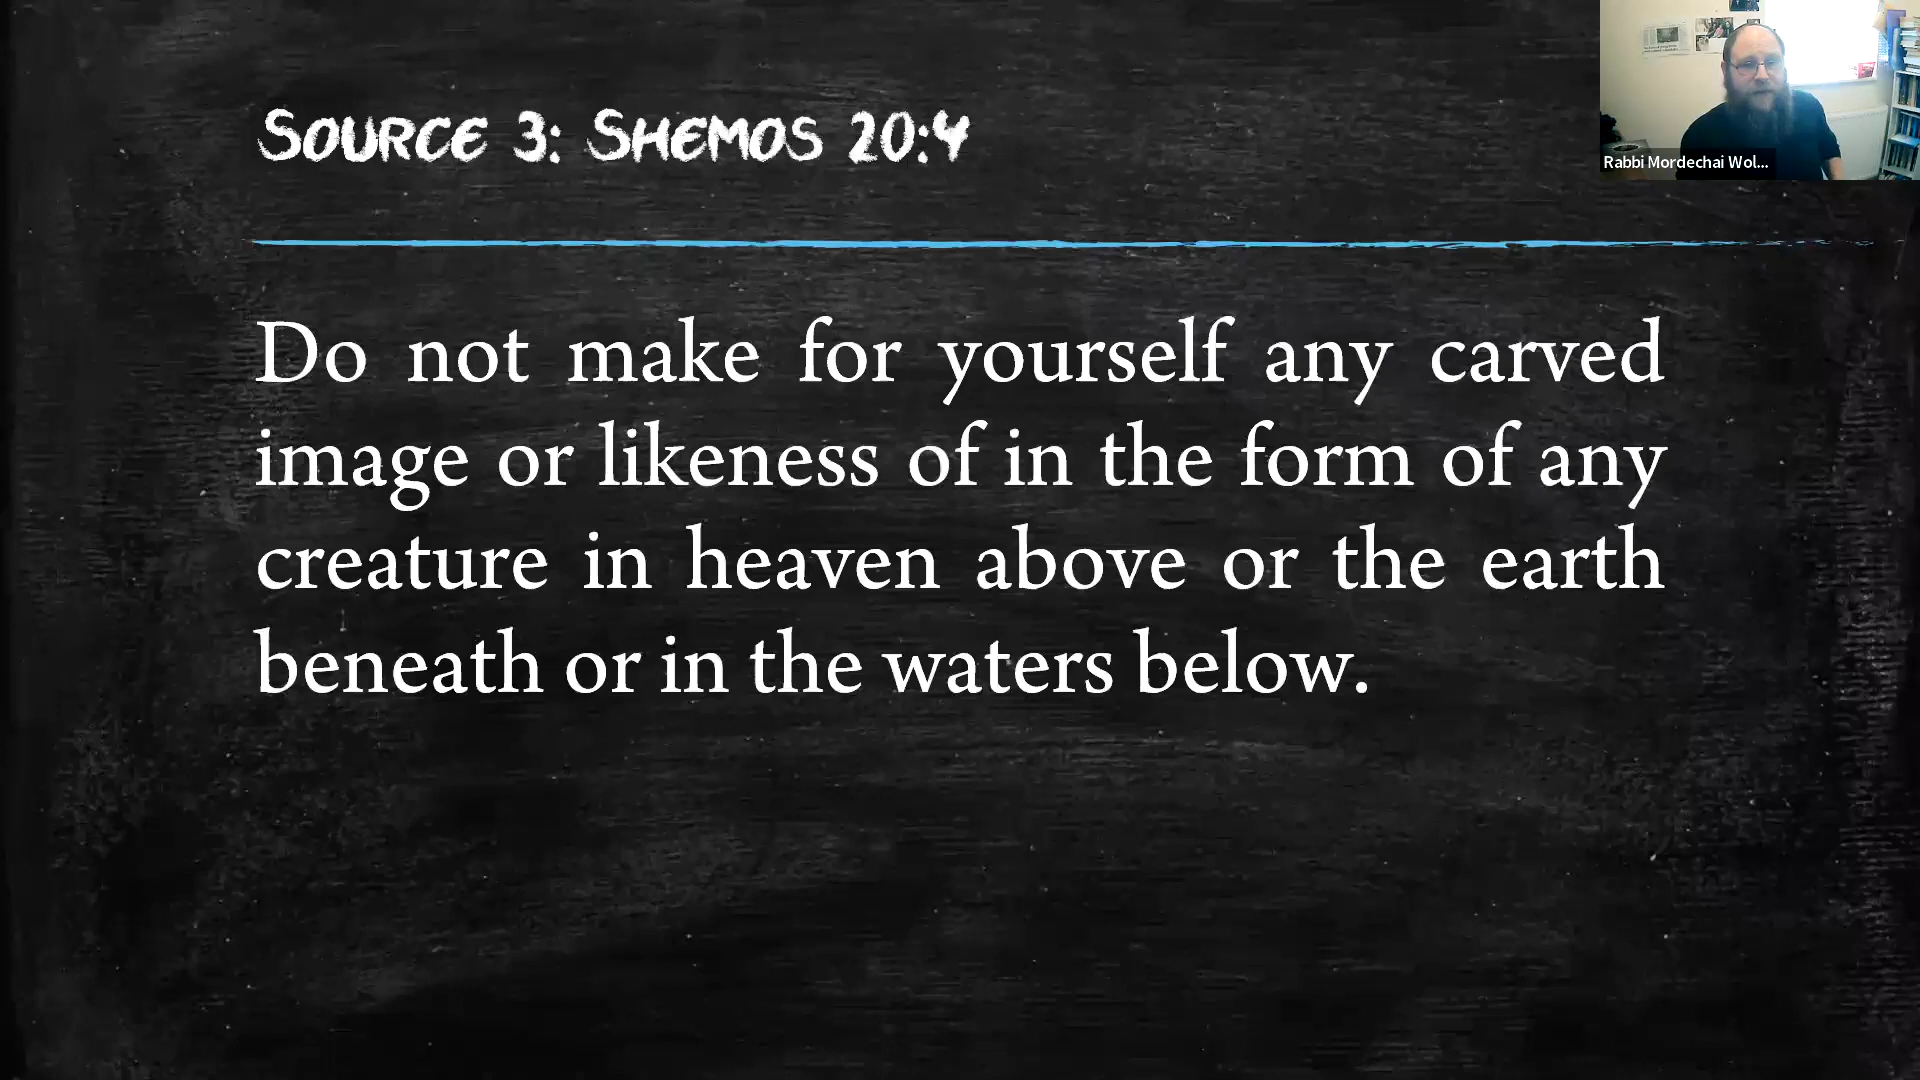 Source 3: Shemos 20:4
Rabbi Mordechai Wol...
Do not make for yourself any carved
image or likeness of in the form of any
creature in heaven above or the earth
beneath or in the waters below.